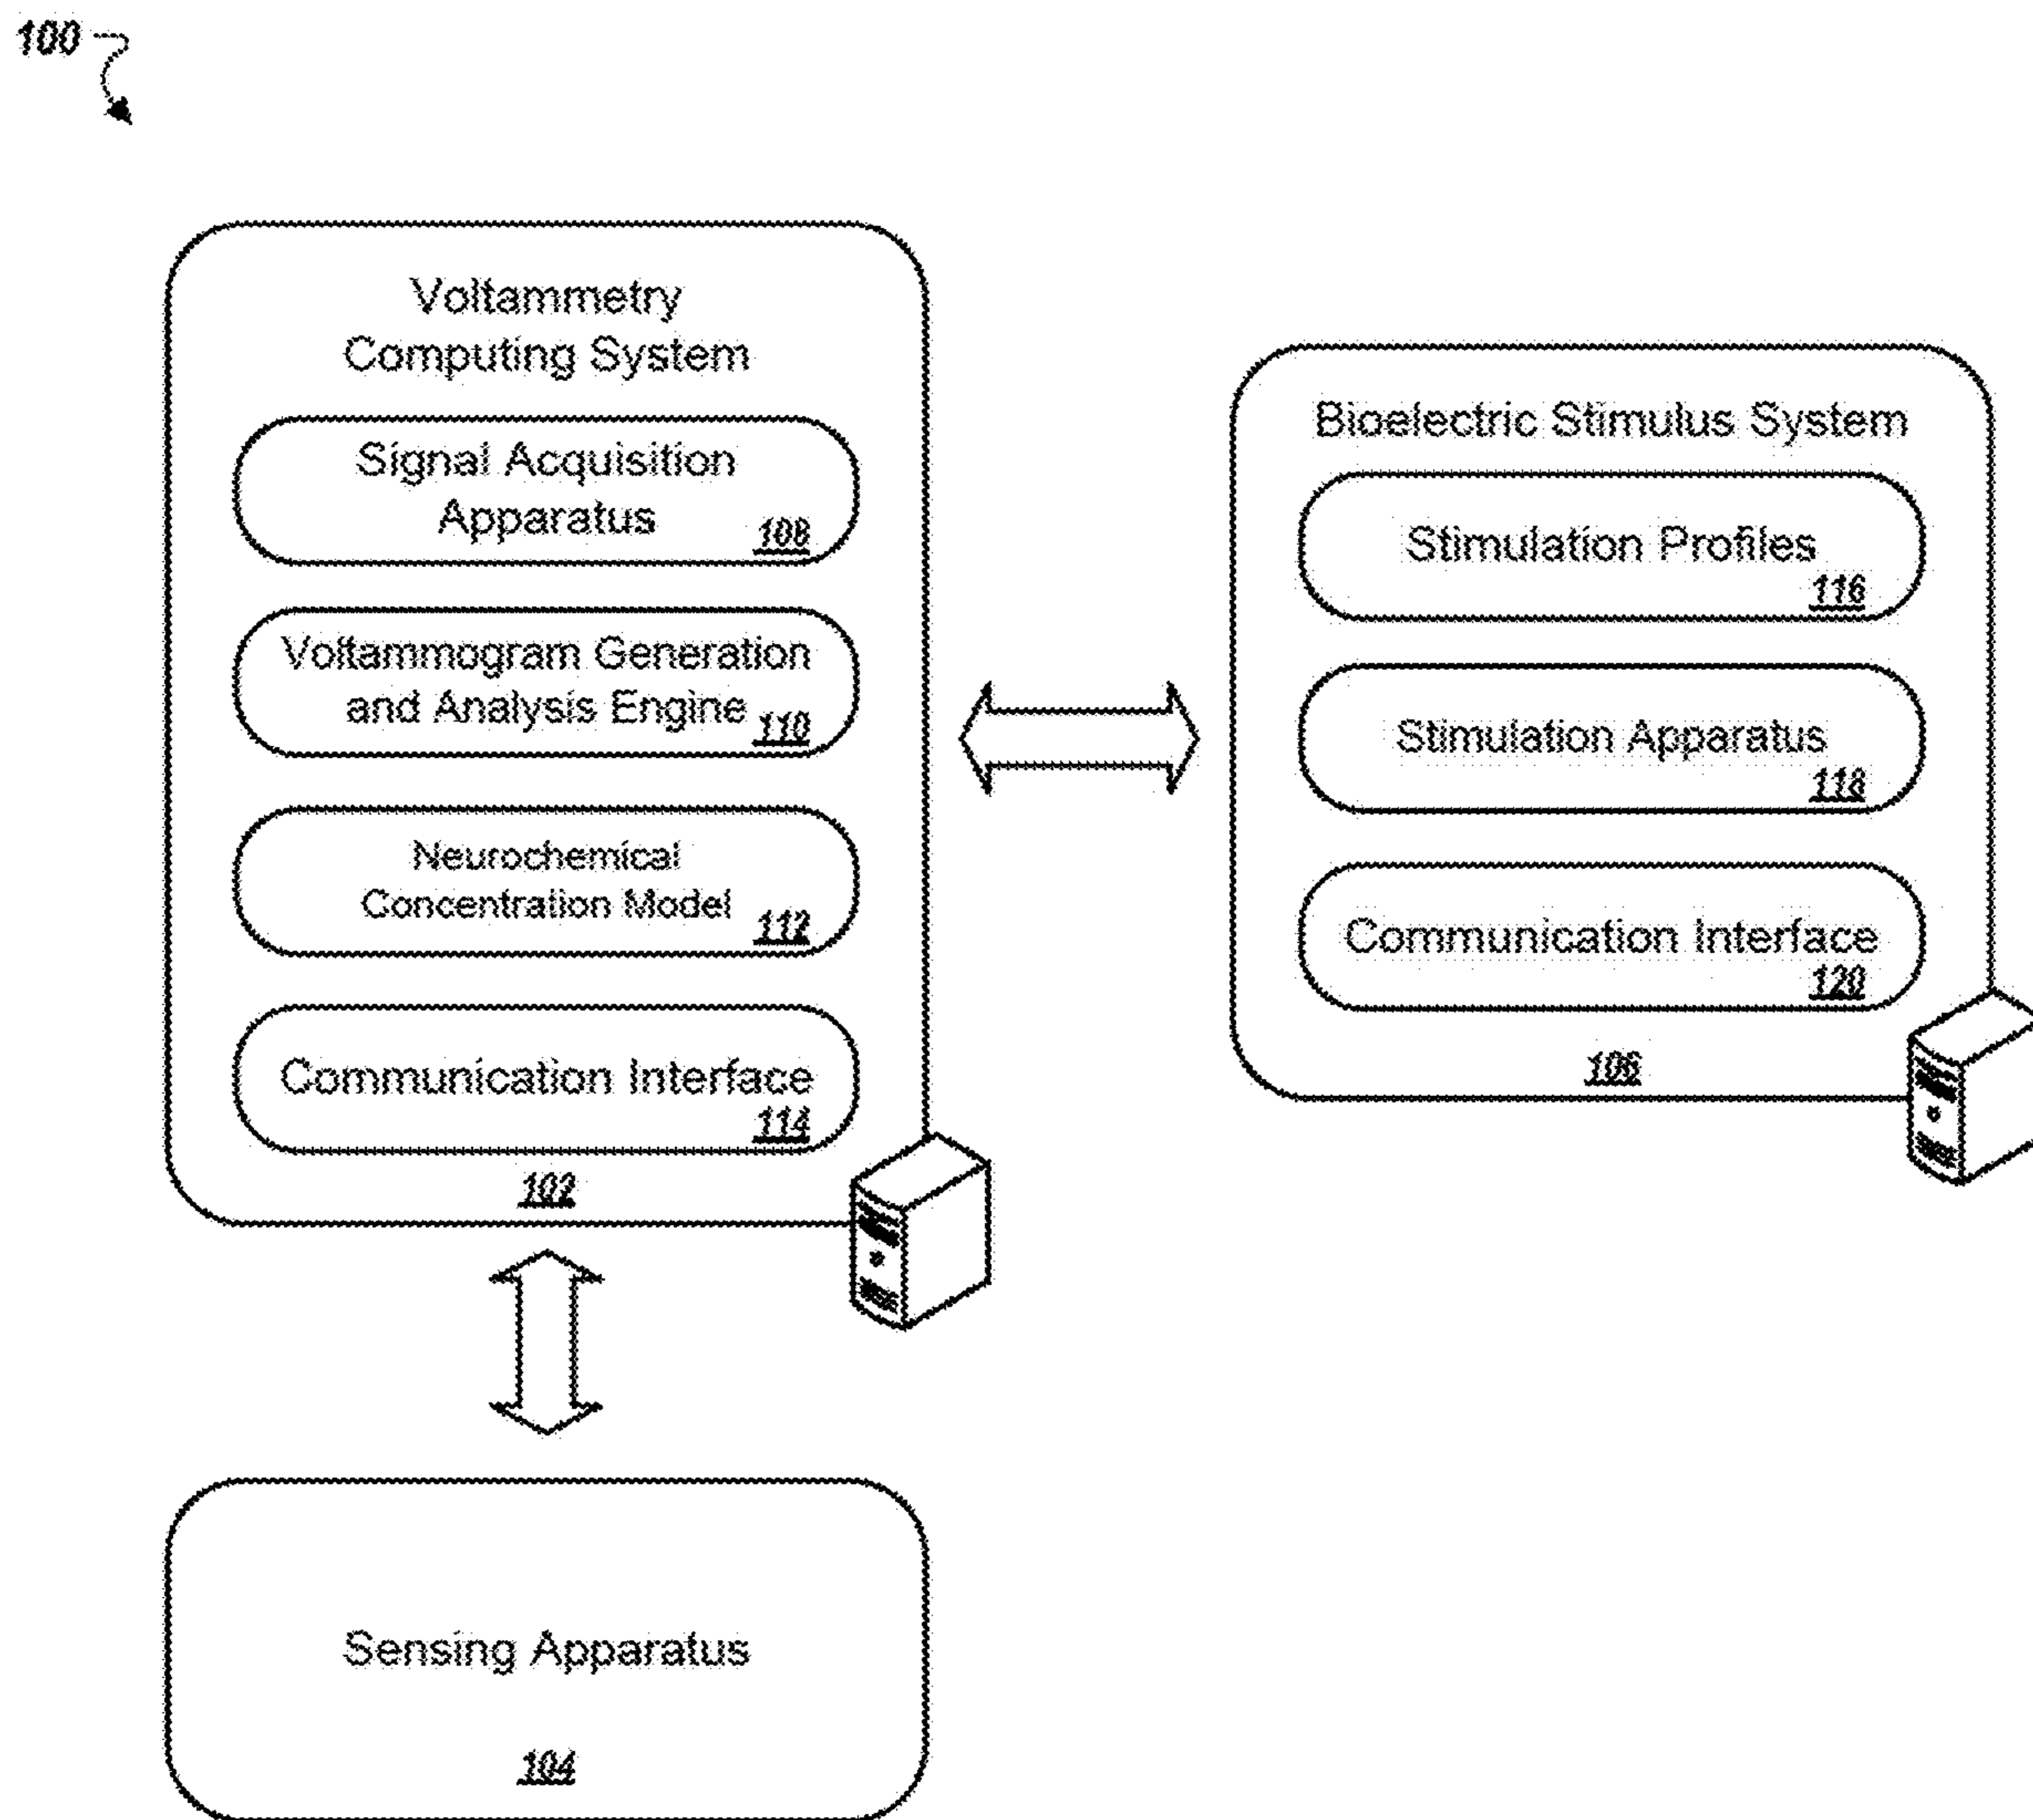 100
Voltammetry
Computing System
Signal Acquisition
Apparatus
108
Voltammogram Generation
and Analysis Engine
110
Neurochemical
Concentration Model
112
Communication Interface
114
102
Bioelectric Stimulus System
Stimulation Profiles
116
Stimulation Apparatus
118
Communication Interface
120
106
Sensing Apparatus
104